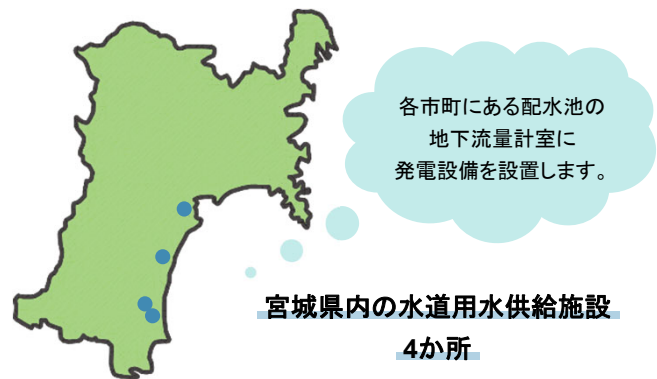 各市町にある配水池の
地下流量計室に
発電設備を設置します。
宮城県内の水道用水供給施設
4か所